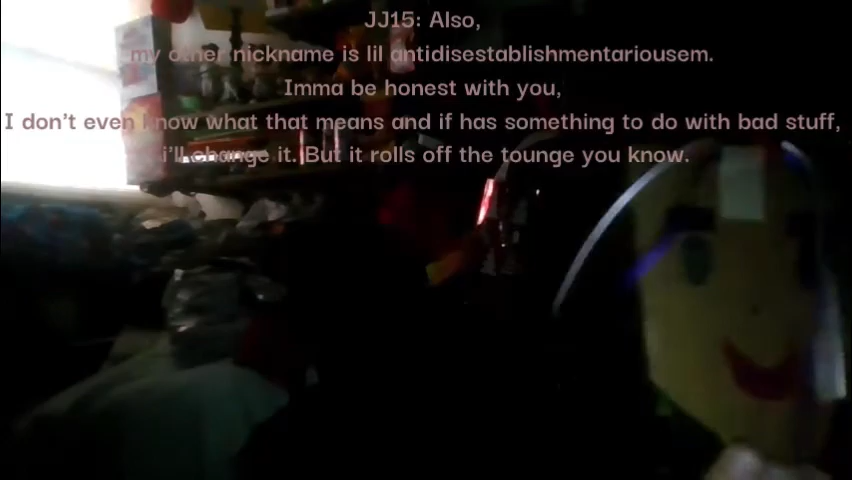 JJ15: Also,
my other nickname is lil antidisestablishmentariousem.
Imma be honest with you,
I don't even know what that means and if has something to do with bad stuff,
i'll change it. But it rolls off the tounge you know.